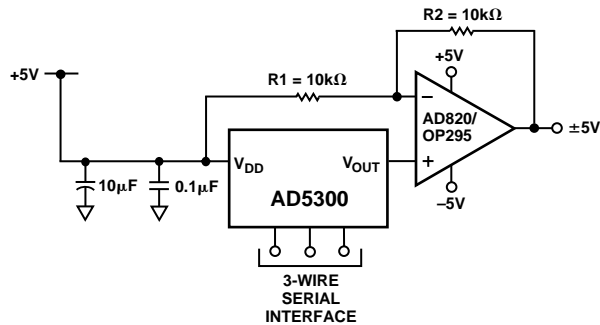 R2 = 10kΩ
+5V
R1 = 10kΩ
+5V
−
AD820/
OP295
±5V
+
−5V
VDD
VOUT
AD5300
10µF
0.1µF
3-WIRE
SERIAL
INTERFACE